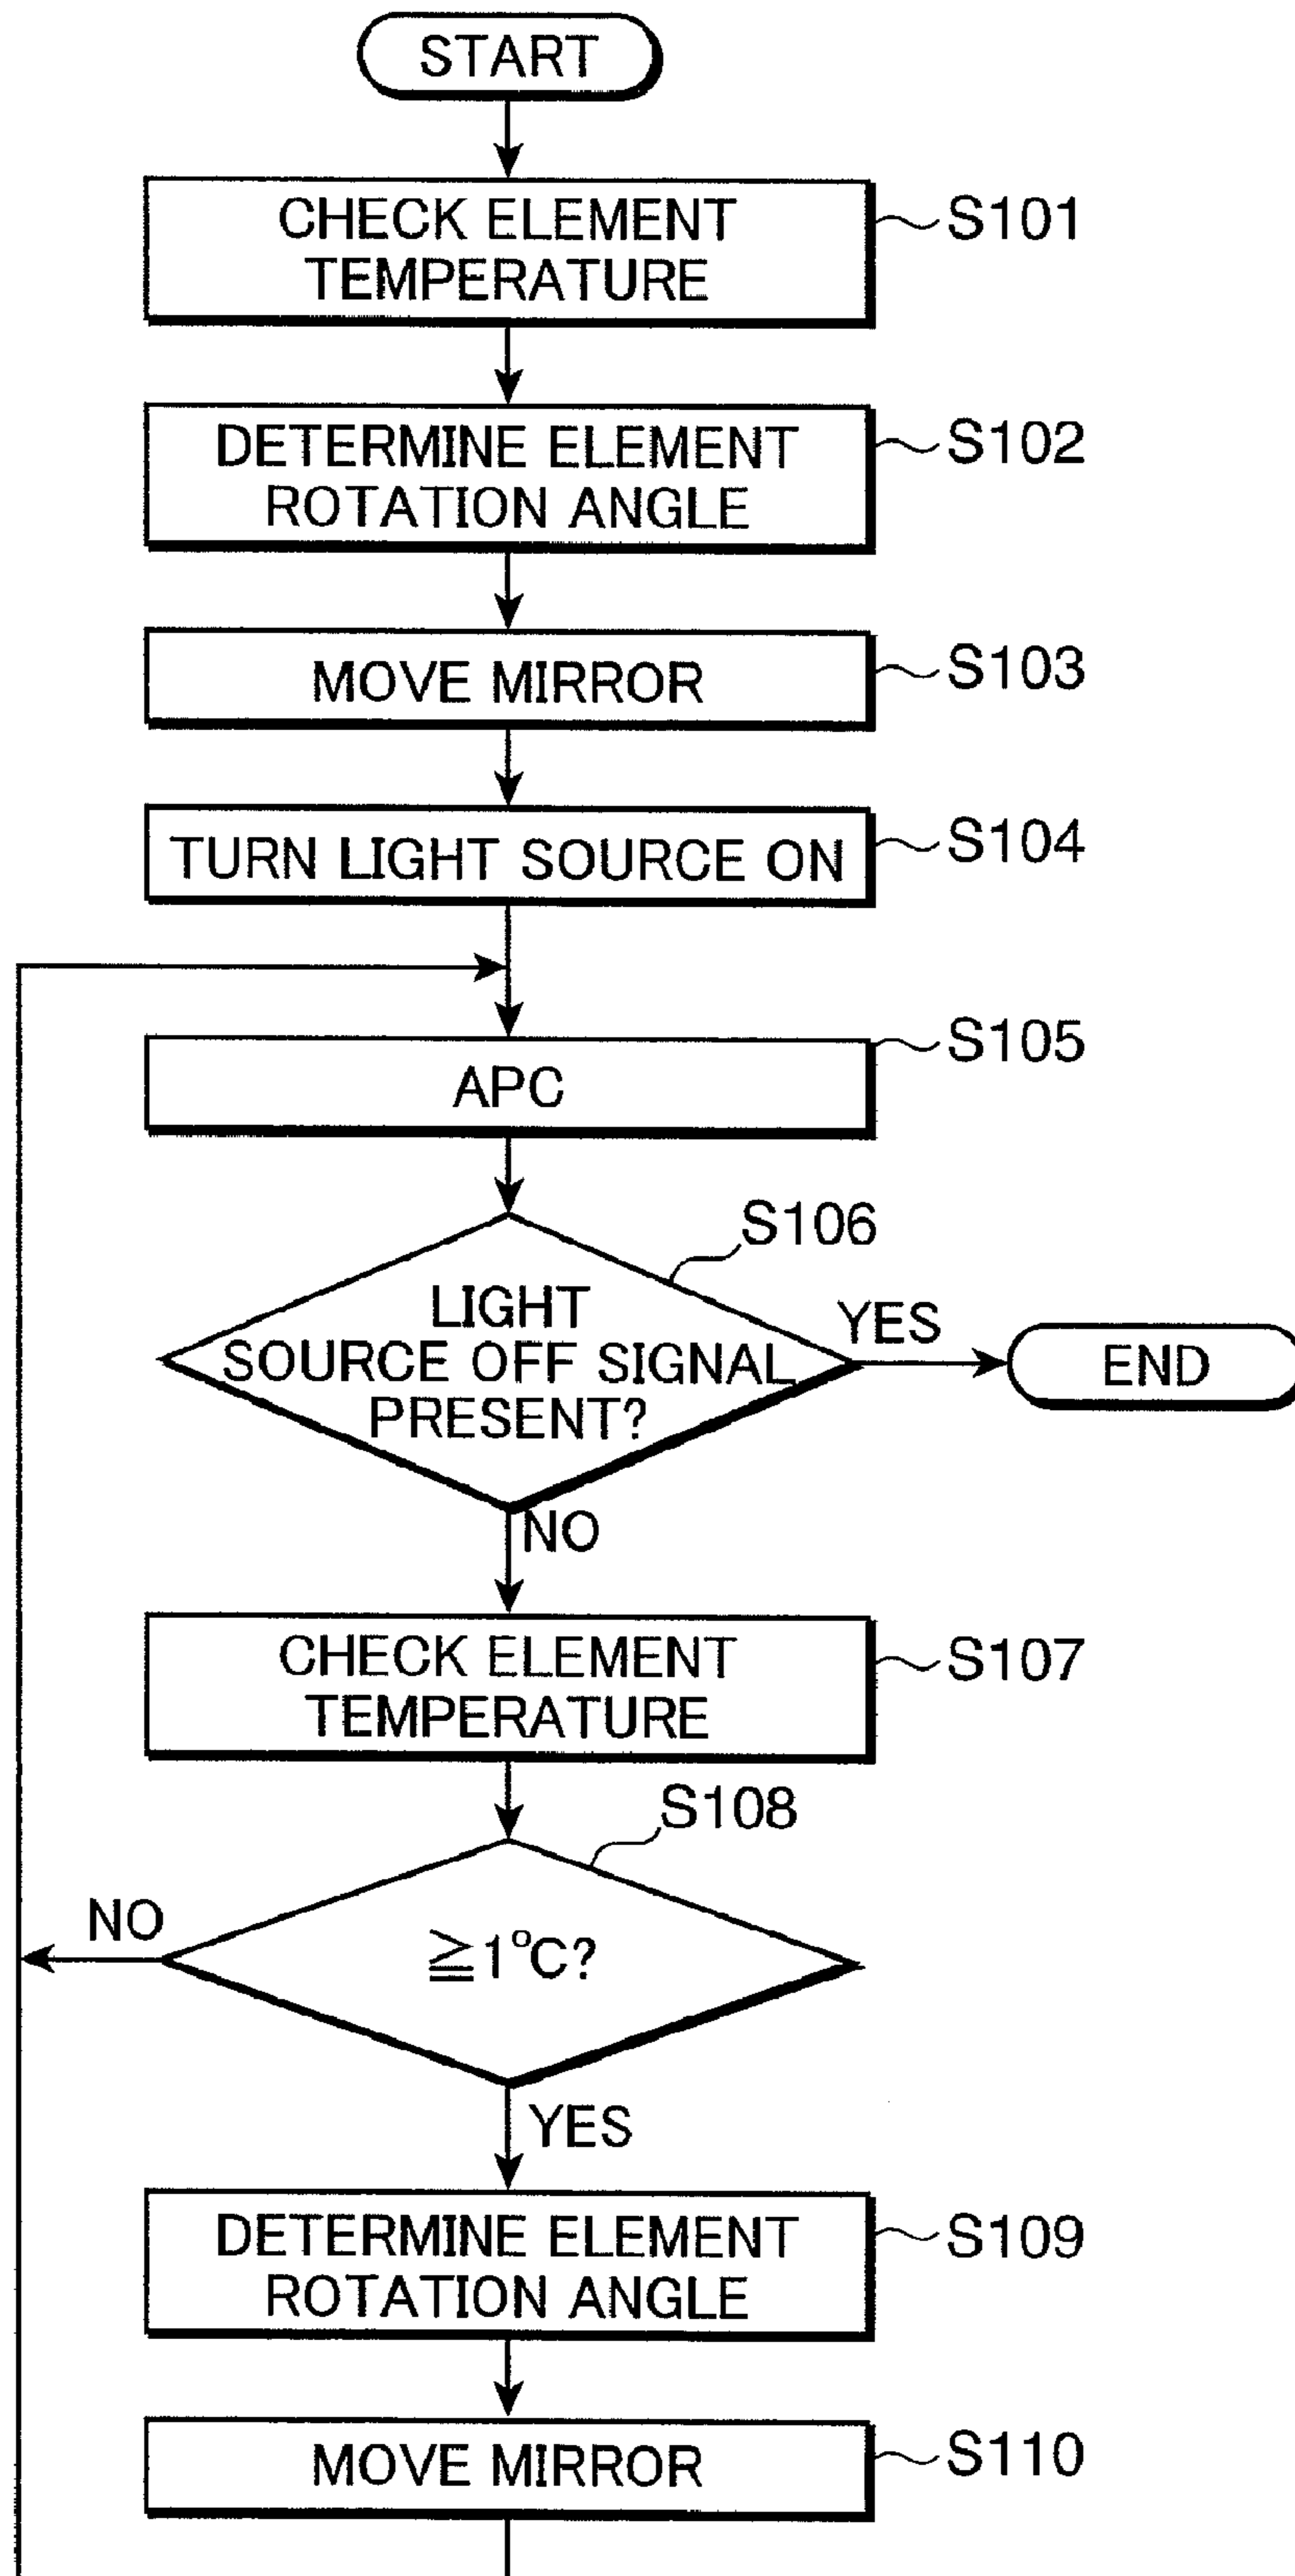 START
CHECK ELEMENT
TEMPERATURE
S101
DETERMINE ELEMENT
ROTATION ANGLE
S102
MOVE MIRROR
S103
TURN LIGHT SOURCE ON
S104
APC
S105
S106
LIGHT
SOURCE OFF SIGNAL
PRESENT?
YES
END
NO
CHECK ELEMENT
TEMPERATURE
S107
S108
≧1°C?
NO
YES
DETERMINE ELEMENT
ROTATION ANGLE
S109
MOVE MIRROR
S110